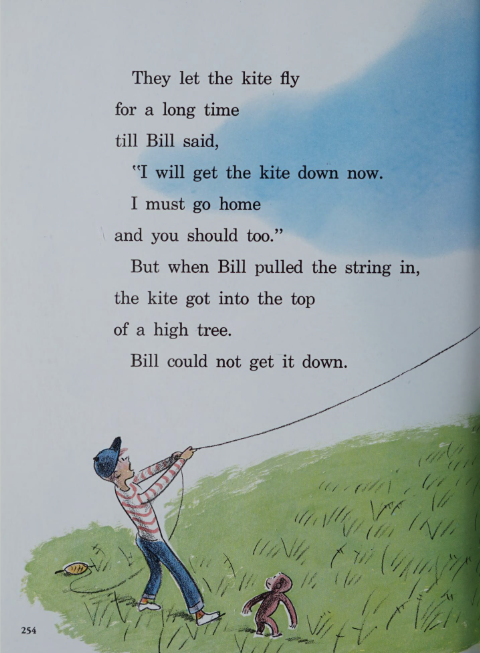 They let the kite fly
for a long time
till Bill said,
"I will get the kite down now.
I must go home
and you should too."
But when Bill pulled the string in,
the kite got into the top
of a high tree.
Bill could not get it down.
254